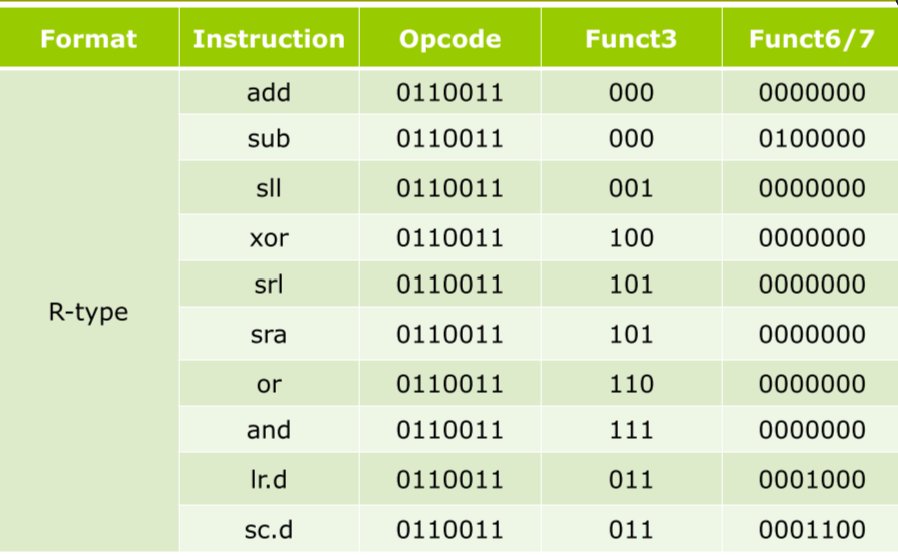 Format Instruction Opcode Funct3 Funct6/7
add 0110011 000 0000000
sub 0110011 000 0100000
sll 0110011 001 0000000
xor 0110011 100 0000000
srl 0110011 101 0000000
R-type
sra 0110011 101 0000000
or 0110011 110 0000000
and 0110011 111 0000000
lr.d 0110011 011 0001000
sc.d 0110011 011 0001100